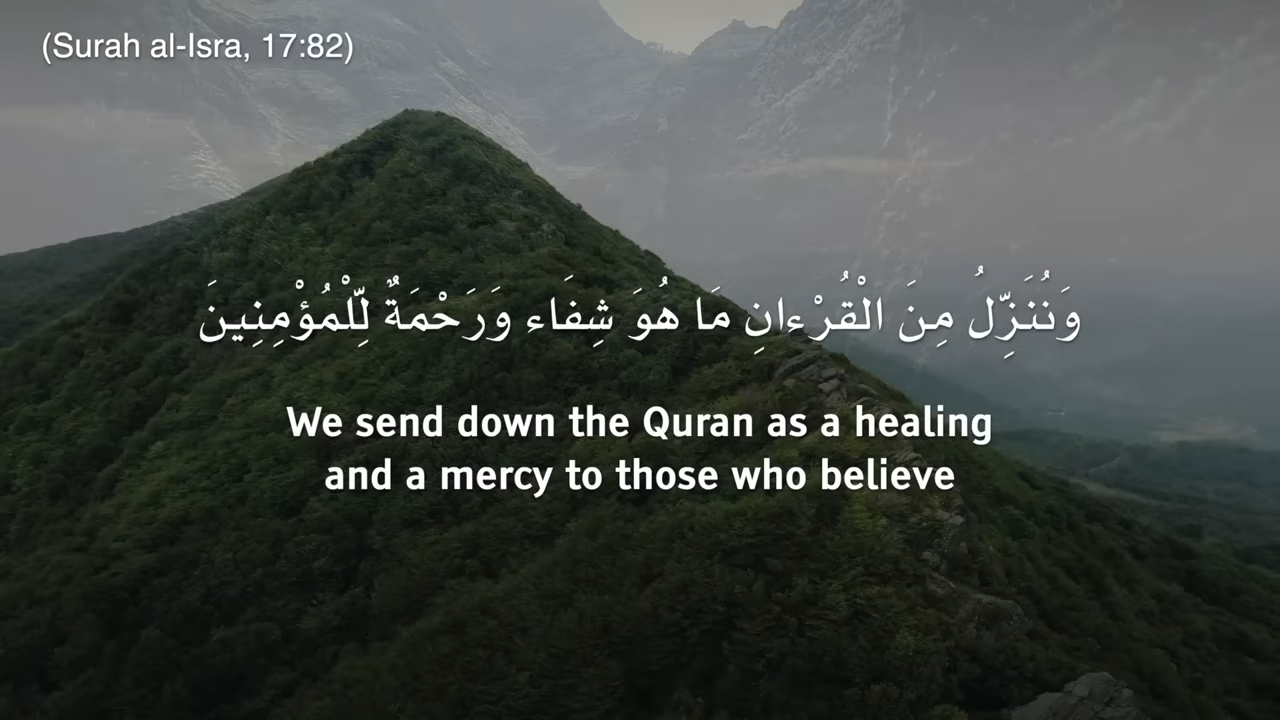 (Surah al-Isra, 17:82)
وَنُنَزِّلُ مِنَ الْقُرْءانِ مَا هُوَ شِفَاء وَرَحْمَةٌ لِّلْمُؤْمِنِينَ
We send down the Quran as a healing
and a mercy to those who believe